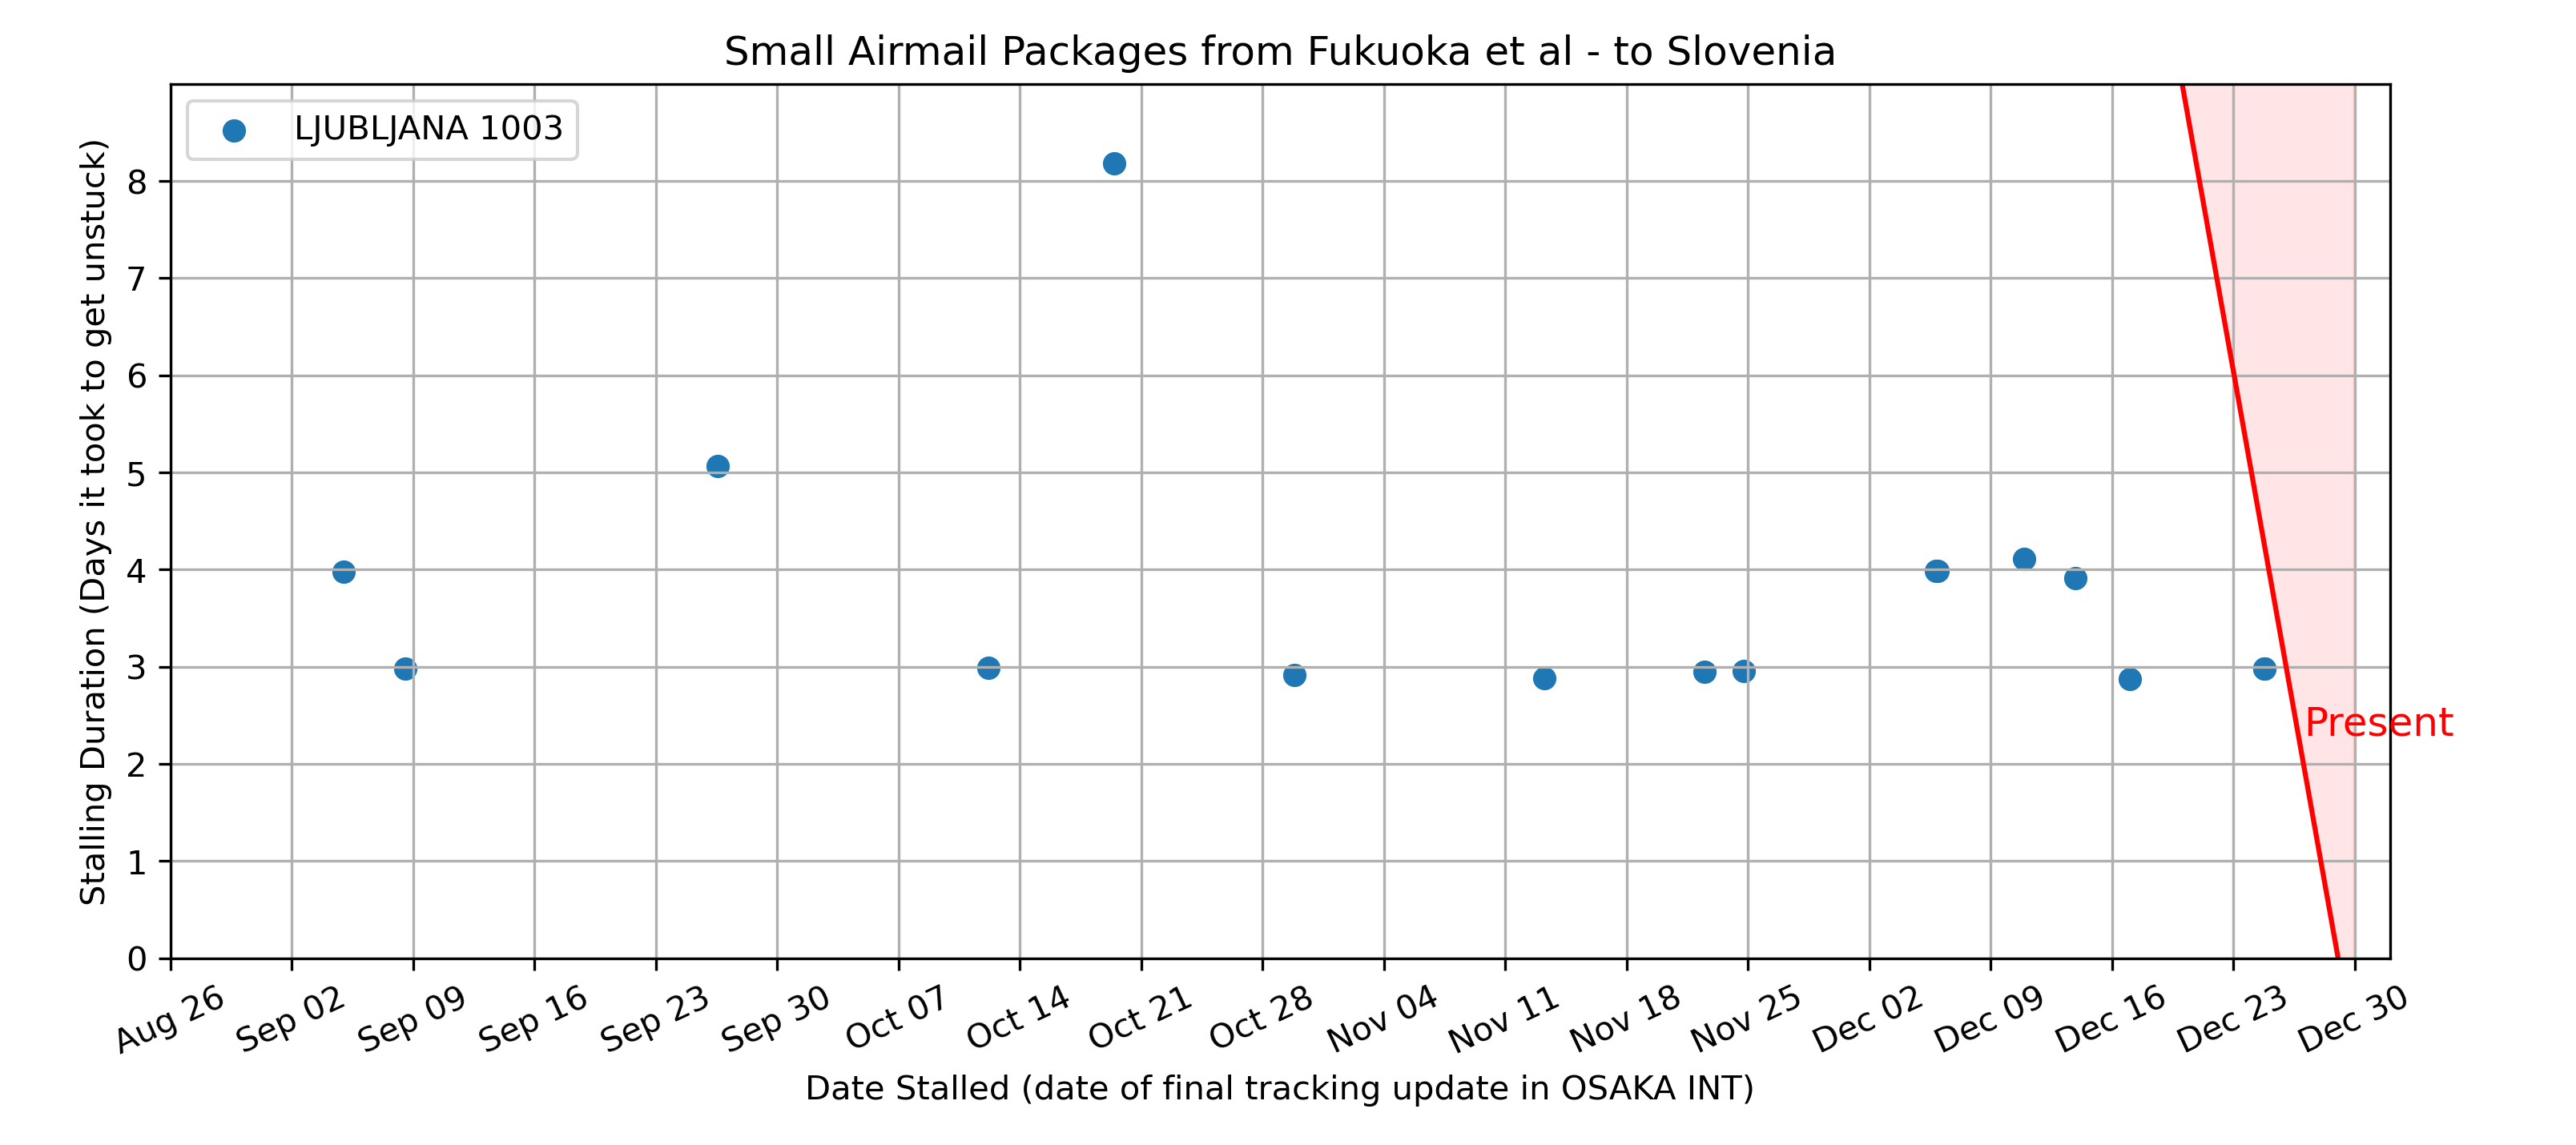 Small Airmail Packages from Fukuoka et al - to Slovenia
LJUBLJANA 1003
Stalling Duration (Days it took to get unstuck)
8
7
6
5
4
3
2
1
0
Present
Aug 26 Sep 02 Sep 09 Sep 16 Sep 23 Sep 30 Oct 07 Oct 14 Oct 21 Oct 28 Nov 04 Nov 11 Nov 18 Nov 25 Dec 02 Dec 09 Dec 16 Dec 23 Dec 30
Date Stalled (date of final tracking update in OSAKA INT)